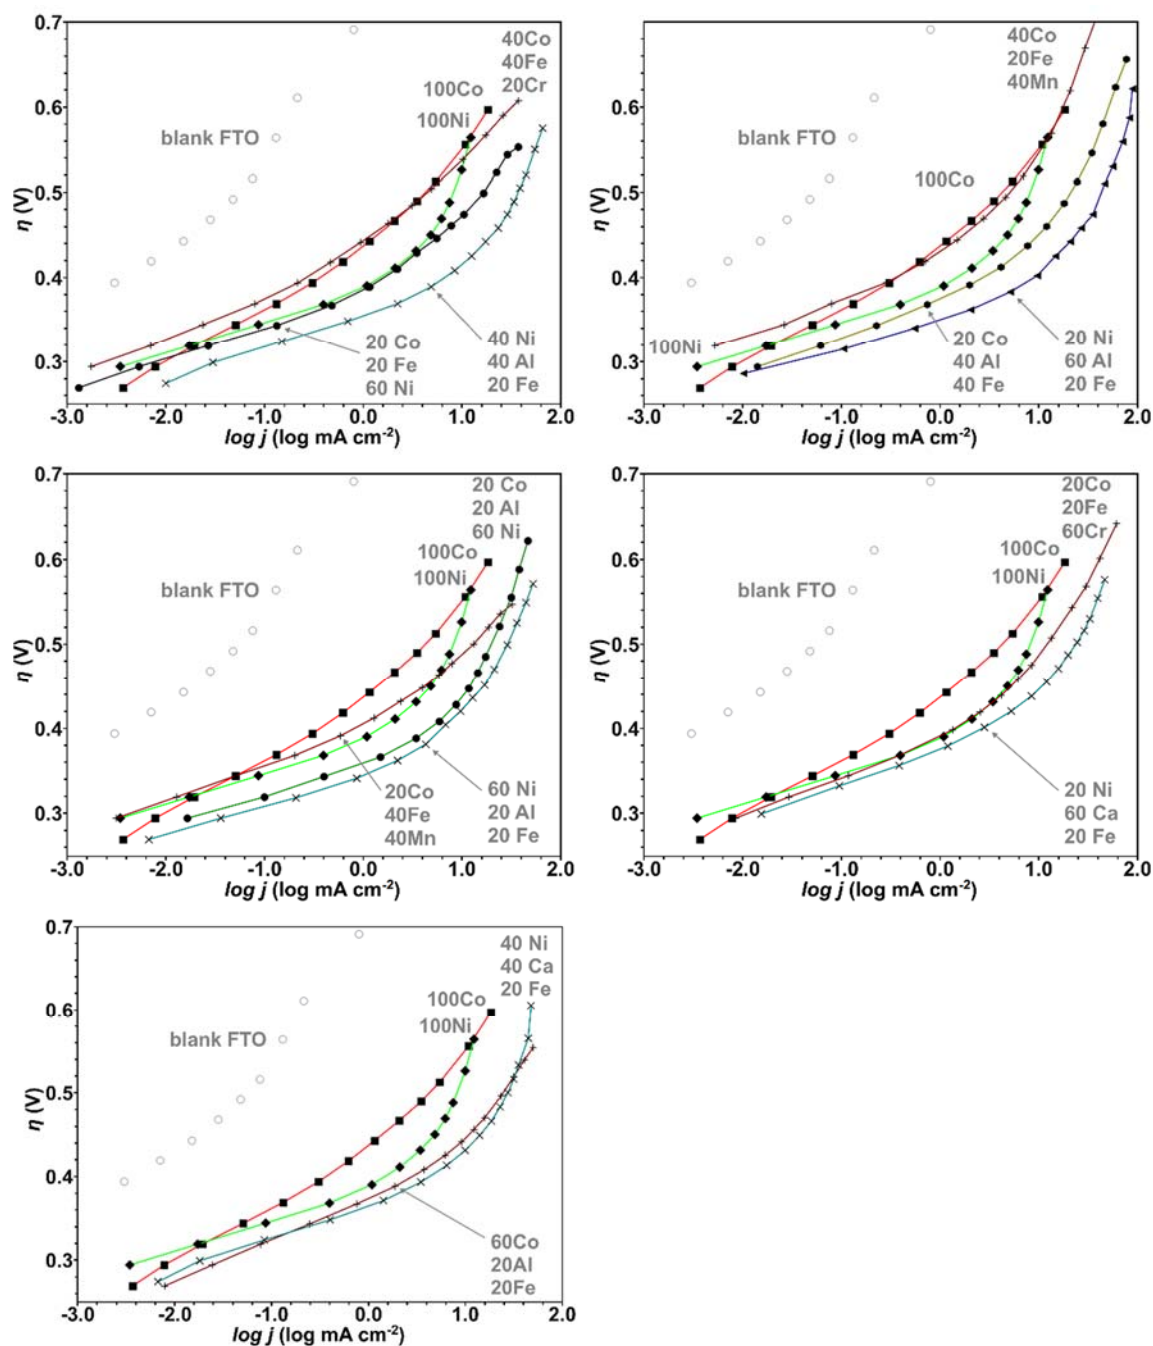 0.7
0.6
0.5
0.4
0.3
η (V)
-3.0 -2.0 -1.0 0.0 1.0 2.0
log j (log mA cm-2)
blank FTO
100Co
100Ni
40Co
40Fe
20Cr
20 Co
20 Fe
60 Ni
40 Ni
40 Al
20 Fe
0.7
0.6
0.5
0.4
0.3
η (V)
-3.0 -2.0 -1.0 0.0 1.0 2.0
log j (log mA cm-2)
blank FTO
40Co
20Fe
40Mn
100Co
100Ni
20 Co
40 Al
40 Fe
20 Ni
60 Al
20 Fe
0.7
0.6
0.5
0.4
0.3
η (V)
-3.0 -2.0 -1.0 0.0 1.0 2.0
log j (log mA cm-2)
blank FTO
20 Co
20 Al
60 Ni
100Co
100Ni
20Co
40Fe
40Mn
60 Ni
20 Al
20 Fe
0.7
0.6
0.5
0.4
0.3
η (V)
-3.0 -2.0 -1.0 0.0 1.0 2.0
log j (log mA cm-2)
blank FTO
20Co
20Fe
60Cr
100Co
100Ni
20 Ni
60 Ca
20 Fe
0.7
0.6
0.5
0.4
0.3
η (V)
-3.0 -2.0 -1.0 0.0 1.0 2.0
log j (log mA cm-2)
blank FTO
40 Ni
40 Ca
20 Fe
100Co
100Ni
60Co
20Al
20Fe